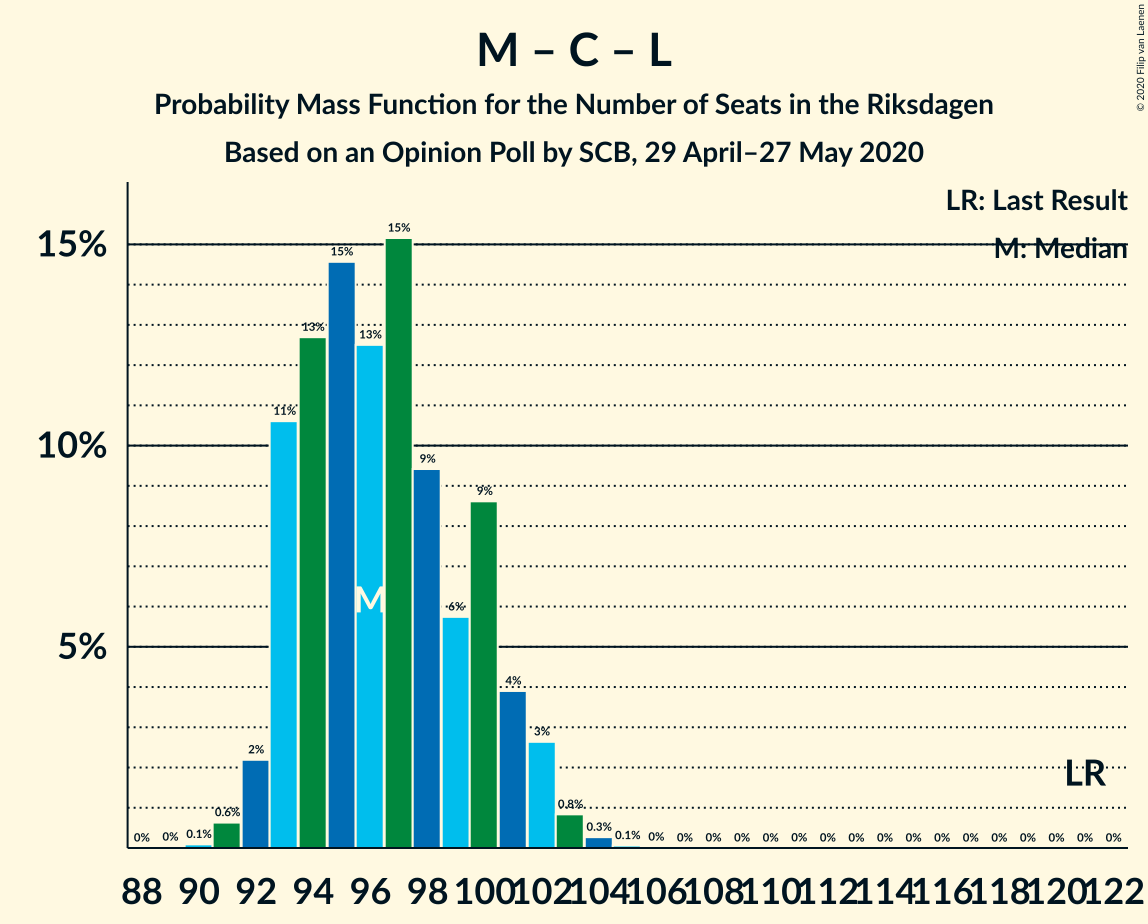 © 2020 Filip van Laenen
M – C – L
Probability Mass Function for the Number of Seats in the Riksdagen
Based on an Opinion Poll by SCB, 29 April–27 May 2020
LR: Last Result
M: Median
15%
10%
5%
0% 0% 0.1% 0.6% 2% 11% 13% 15% 13% 15% 9% 6% 9% 4% 3% 0.8% 0.3% 0.1% 0% 0% 0% 0% 0% 0% 0% 0% 0% 0% 0% 0% 0% 0% 0% 0% 0%
M
LR
88 90 92 94 96 98 100 102 104 106 108 110 112 114 116 118 120 122